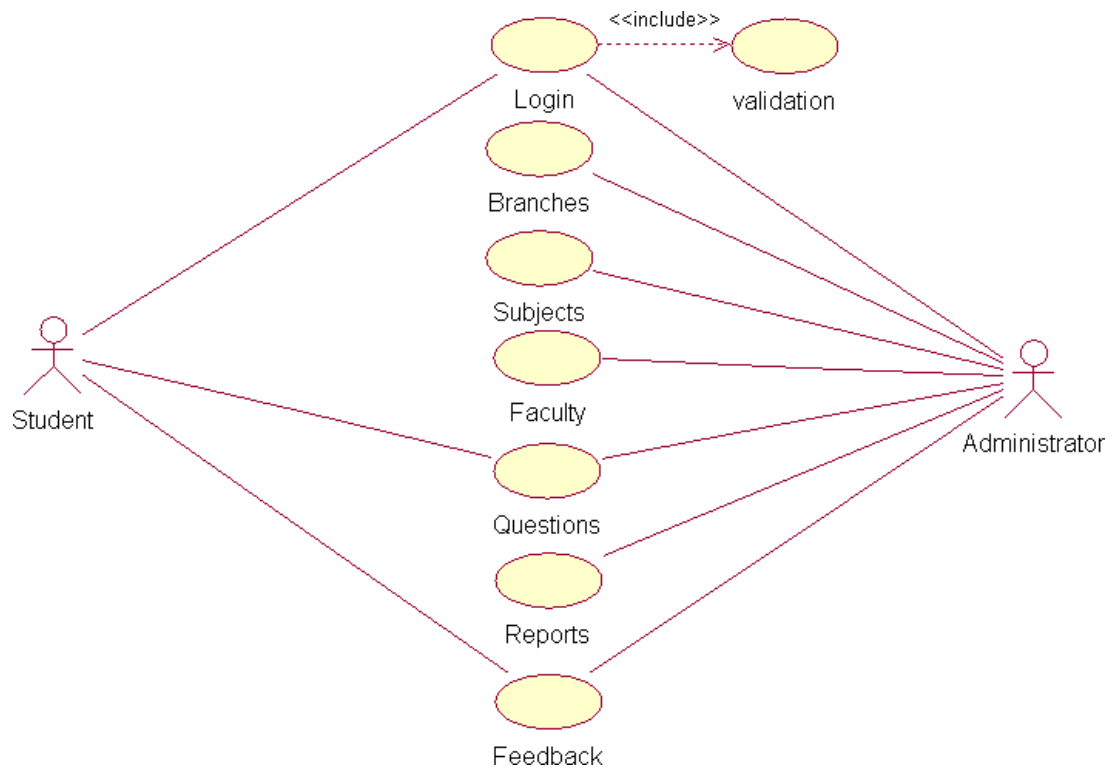 <<include>>
Login
validation
Branches
Subjects
Student
Faculty
Administrator
Questions
Reports
Feedback